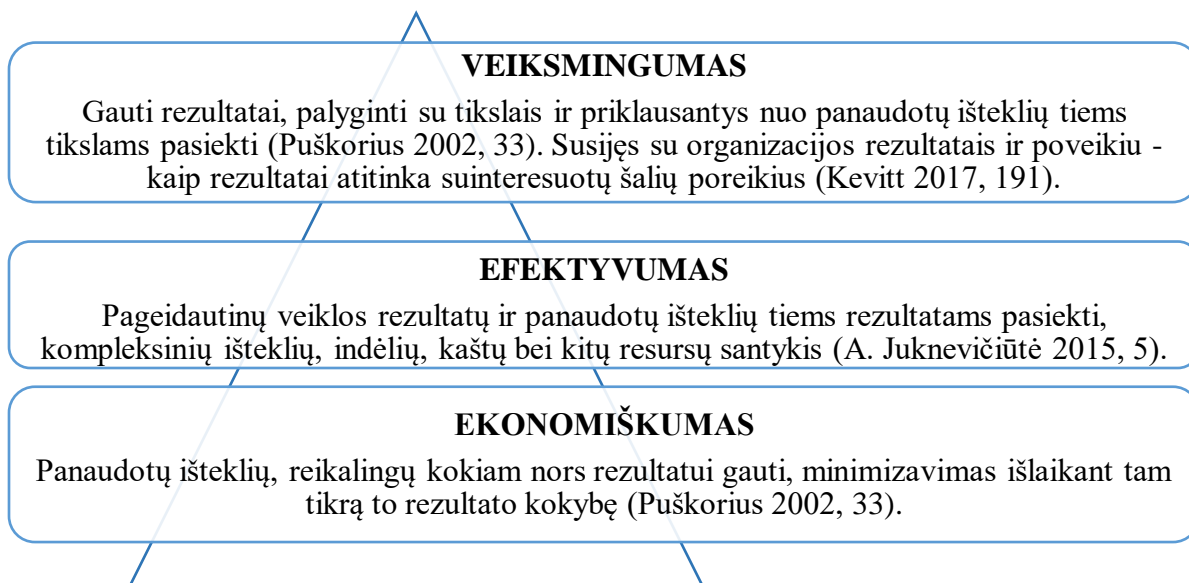 VEIKSMINGUMAS
Gauti rezultatai, palyginti su tikslais ir priklausantys nuo panaudotų išteklių tiems
tikslams pasiekti (Puškorius 2002, 33). Susijęs su organizacijos rezultatais ir poveikiu -
kaip rezultatai atitinka suinteresuotų šalių poreikius (Kevitt 2017, 191).
EFEKTYVUMAS
Pageidautinų veiklos rezultatų ir panaudotų išteklių tiems rezultatams pasiekti,
kompleksinių išteklių, indėlių, kaštų bei kitų resursų santykis (A. Juknevičiūtė 2015, 5).
EKONOMIŠKUMAS
Panaudotų išteklių, reikalingų kokiam nors rezultatui gauti, minimizavimas išlaikant tam
tikrą to rezultato kokybę (Puškorius 2002, 33).